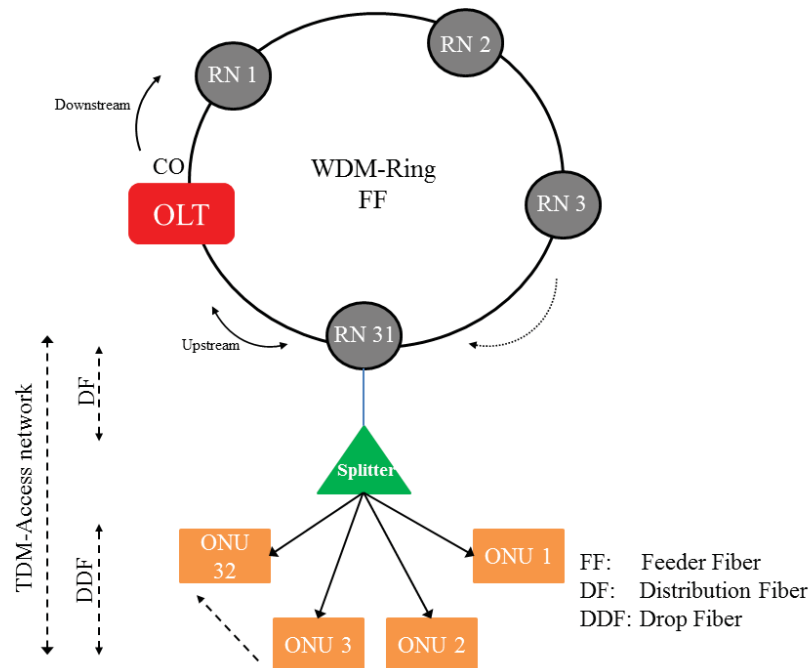 RN 2
RN 1
Downstream
CO
OLT
WDM-Ring
FF
RN 3
RN 31
Upstream
TDM-Access network
DF
DDF
Splitter
ONU
32
ONU 1
ONU 3
ONU 2
FF: Feeder Fiber
DF: Distribution Fiber
DDF: Drop Fiber